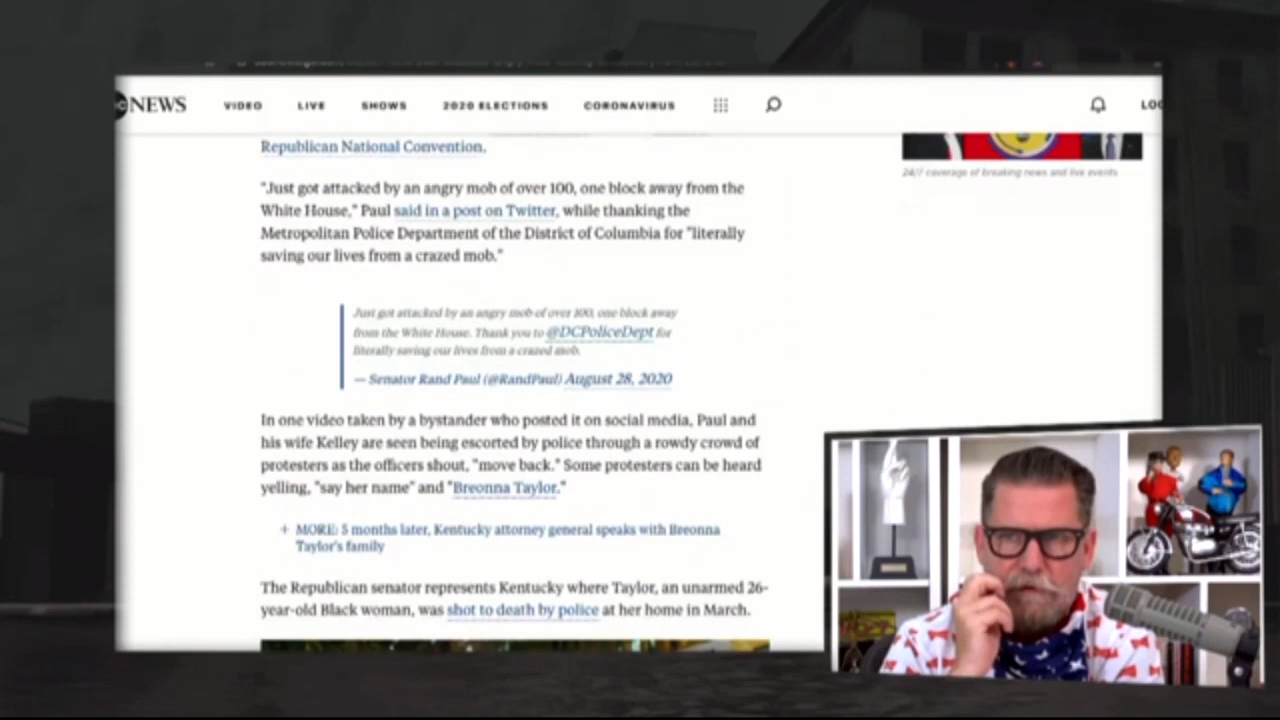 NEWS VIDEO LIVE SHOWS 2020 ELECTIONS CORONAVIRUS
Republican National Convention.
"Just got attacked by an angry mob of over 100, one block away from the
White House," Paul said in a post on Twitter, while thanking the
Metropolitan Police Department of the District of Columbia for "literally
saving our lives from a crazed mob."
Just got attacked by an angry mob of over 100, one block away
from the White House. Thank you to @DCPoliceDept for
literally saving our lives from a crazed mob.
— Senator Rand Paul (@RandPaul) August 28, 2020
In one video taken by a bystander who posted it on social media, Paul and
his wife Kelley are seen being escorted by police through a rowdy crowd of
protesters as the officers shout, "move back." Some protesters can be heard
yelling, "say her name" and "Breonna Taylor."
+ MORE: 5 months later, Kentucky attorney general speaks with Breonna
Taylor's family
The Republican senator represents Kentucky where Taylor, an unarmed 26-
year-old Black woman, was shot to death by police at her home in March.
24/7 coverage of breaking news and live events